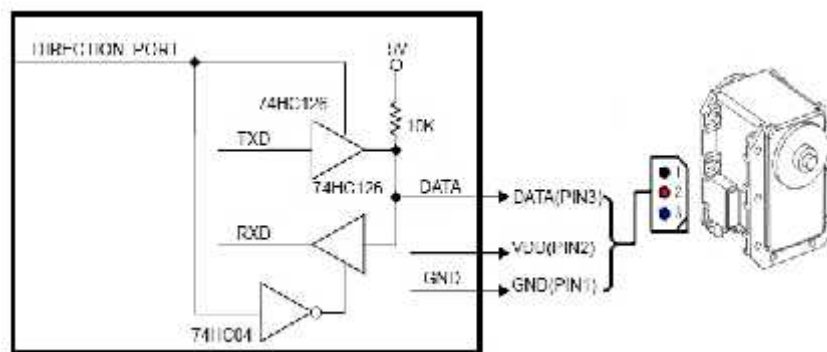 DIRECTION PORT
5V
74HC126
10K
TXD
74HC126
DATA
DATA(PIN3)
RXD
VDD(PIN2)
GND
GND(PIN1)
74HC04
1
2
3